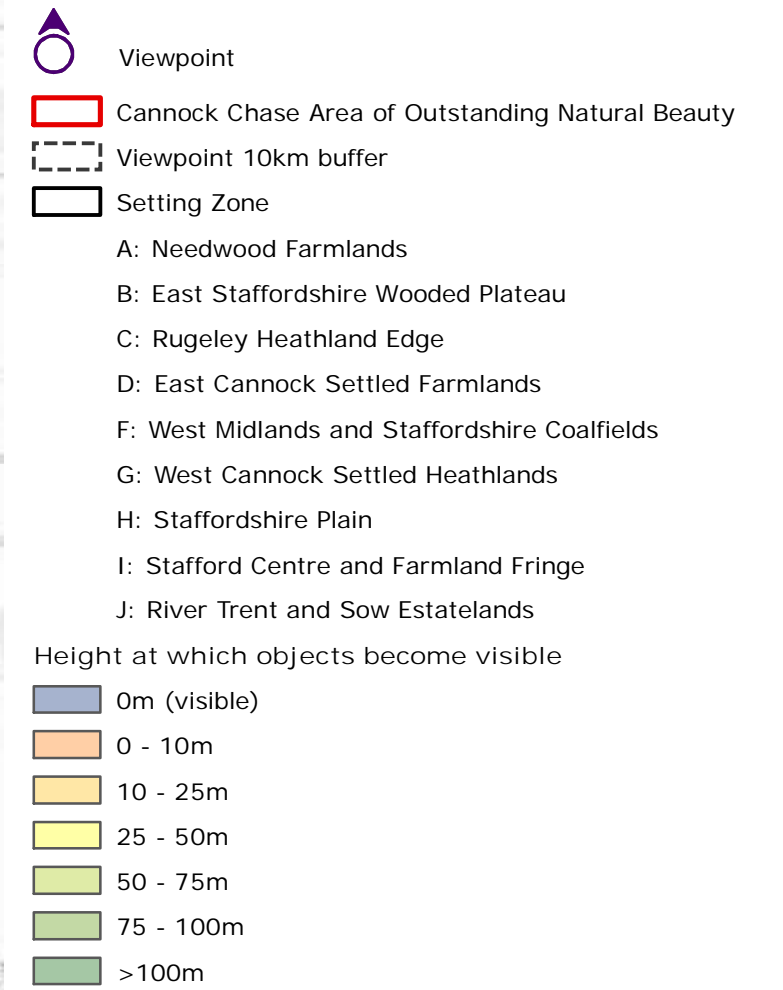 Viewpoint
Cannock Chase Area of Outstanding Natural Beauty
Viewpoint 10km buffer
Setting Zone
A: Needwood Farmlands
B: East Staffordshire Wooded Plateau
C: Rugeley Heathland Edge
D: East Cannock Settled Farmlands
F: West Midlands and Staffordshire Coalfields
G: West Cannock Settled Heathlands
H: Staffordshire Plain
I: Stafford Centre and Farmland Fringe
J: River Trent and Sow Estatelands
Height at which objects become visible
0m (visible)
0 - 10m
10 - 25m
25 - 50m
50 - 75m
75 - 100m
>100m